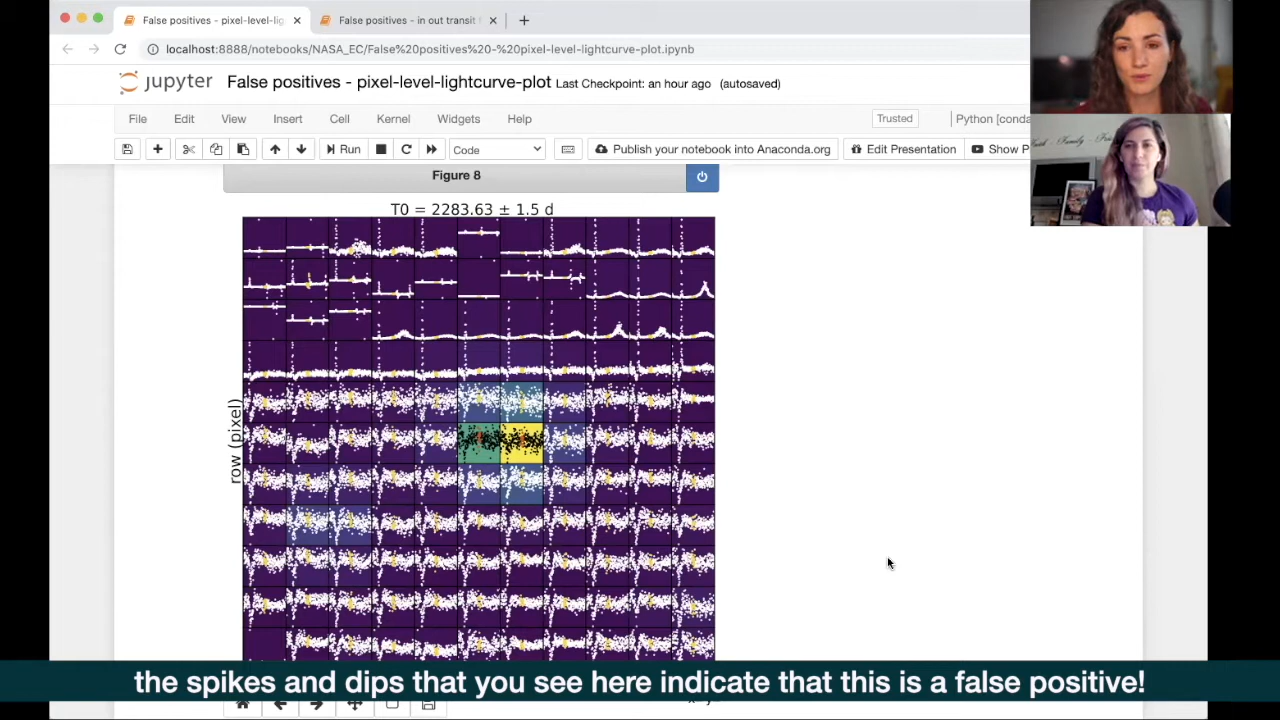 False positives - pixel-level-lig
False positives - in out transit f
localhost:8888/notebooks/NASA_EC/False%20positives%20-%20pixel-level-lightcurve-plot.ipynb
jupyter False positives - pixel-level-lightcurve-plot Last Checkpoint: an hour ago (autosaved)
File Edit View Insert Cell Kernel Widgets Help Trusted Python [conda
Run Code Publish your notebook into Anaconda.org Edit Presentation Show P
Figure 8
T0 = 2283.63 ± 1.5 d
row (pixel)
the spikes and dips that you see here indicate that this is a false positive!